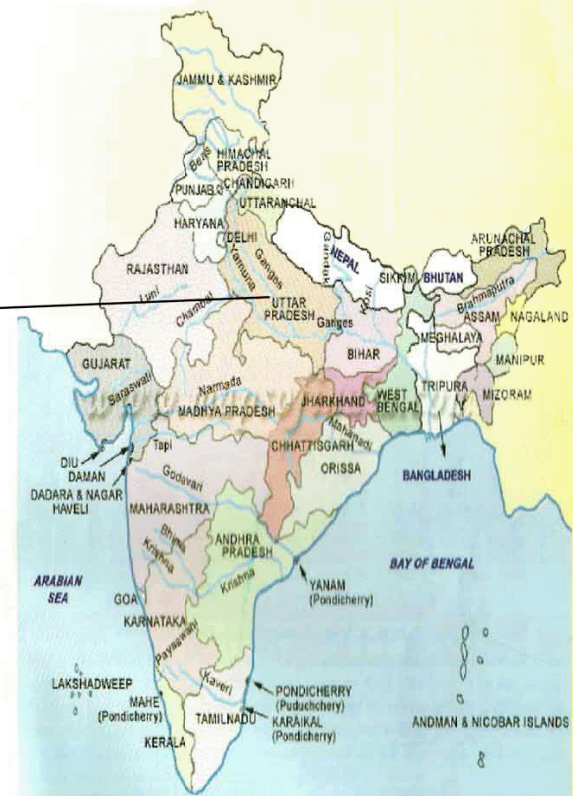 JAMMU & KASHMIR
Beas
HIMACHAL
PRADESH
PUNJAB
CHANDIGARH
UTTARANCHAL
HARYANA
DELHI
Yamuna
Ganges
NEPAL
Gandak
Kosi
SIKKIM
BHUTAN
ARUNACHAL
PRADESH
RAJASTHAN
Luni
Chambal
UTTAR
PRADESH
Ganges
Brahmaputra
ASSAM
NAGALAND
MEGHALAYA
BIHAR
MANIPUR
GUJARAT
Saraswati
Narmada
MADHYA PRADESH
JHARKHAND
WEST
BENGAL
TRIPURA
MIZORAM
Tapi
CHHATTISGARH
Mahanadi
ORISSA
BANGLADESH
DIU
DAMAN
DADARA & NAGAR
HAVELI
Godavari
MAHARASHTRA
Bhima
Krishna
ANDHRA
PRADESH
Krishna
YANAM
(Pondicherry)
BAY OF BENGAL
ARABIAN
SEA
GOA
KARNATAKA
Payaswani
LAKSHADWEEP
MAHE
(Pondicherry)
Kaveri
PONDICHERRY
(Puduchchery)
KARAIKAL
(Pondicherry)
TAMILNADU
KERALA
ANDMAN & NICOBAR ISLANDS